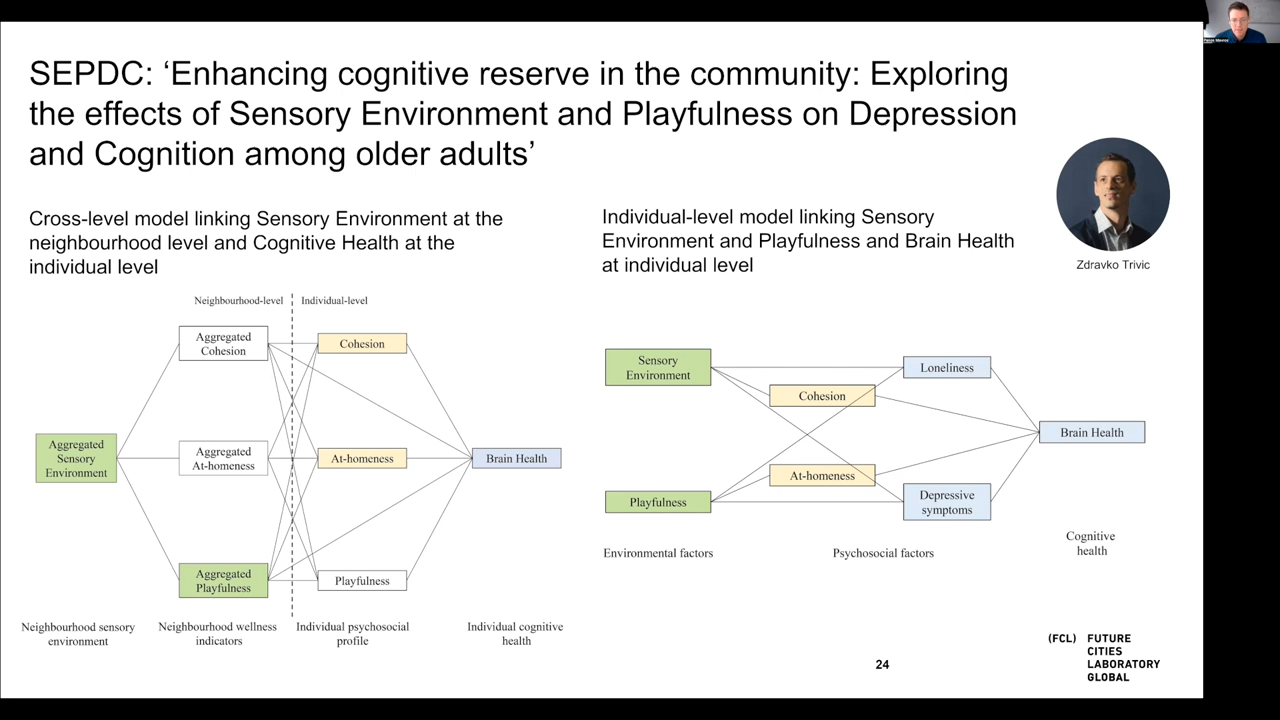 SEPDC: ‘Enhancing cognitive reserve in the community: Exploring
the effects of Sensory Environment and Playfulness on Depression
and Cognition among older adults’
Zdravko Trivic
Cross-level model linking Sensory Environment at the
neighbourhood level and Cognitive Health at the
individual level
Neighbourhood-level
Individual-level
Aggregated
Cohesion
Cohesion
Aggregated
Sensory
Environment
Aggregated
At-homeness
At-homeness
Brain Health
Aggregated
Playfulness
Playfulness
Neighbourhood sensory
environment
Neighbourhood wellness
indicators
Individual psychosocial
profile
Individual cognitive
health
Individual-level model linking Sensory
Environment and Playfulness and Brain Health
at individual level
Sensory
Environment
Loneliness
Cohesion
Brain Health
At-homeness
Playfulness
Depressive
symptoms
Environmental factors
Psychosocial factors
Cognitive
health
24
(FCL) FUTURE
CITIES
LABORATORY
GLOBAL